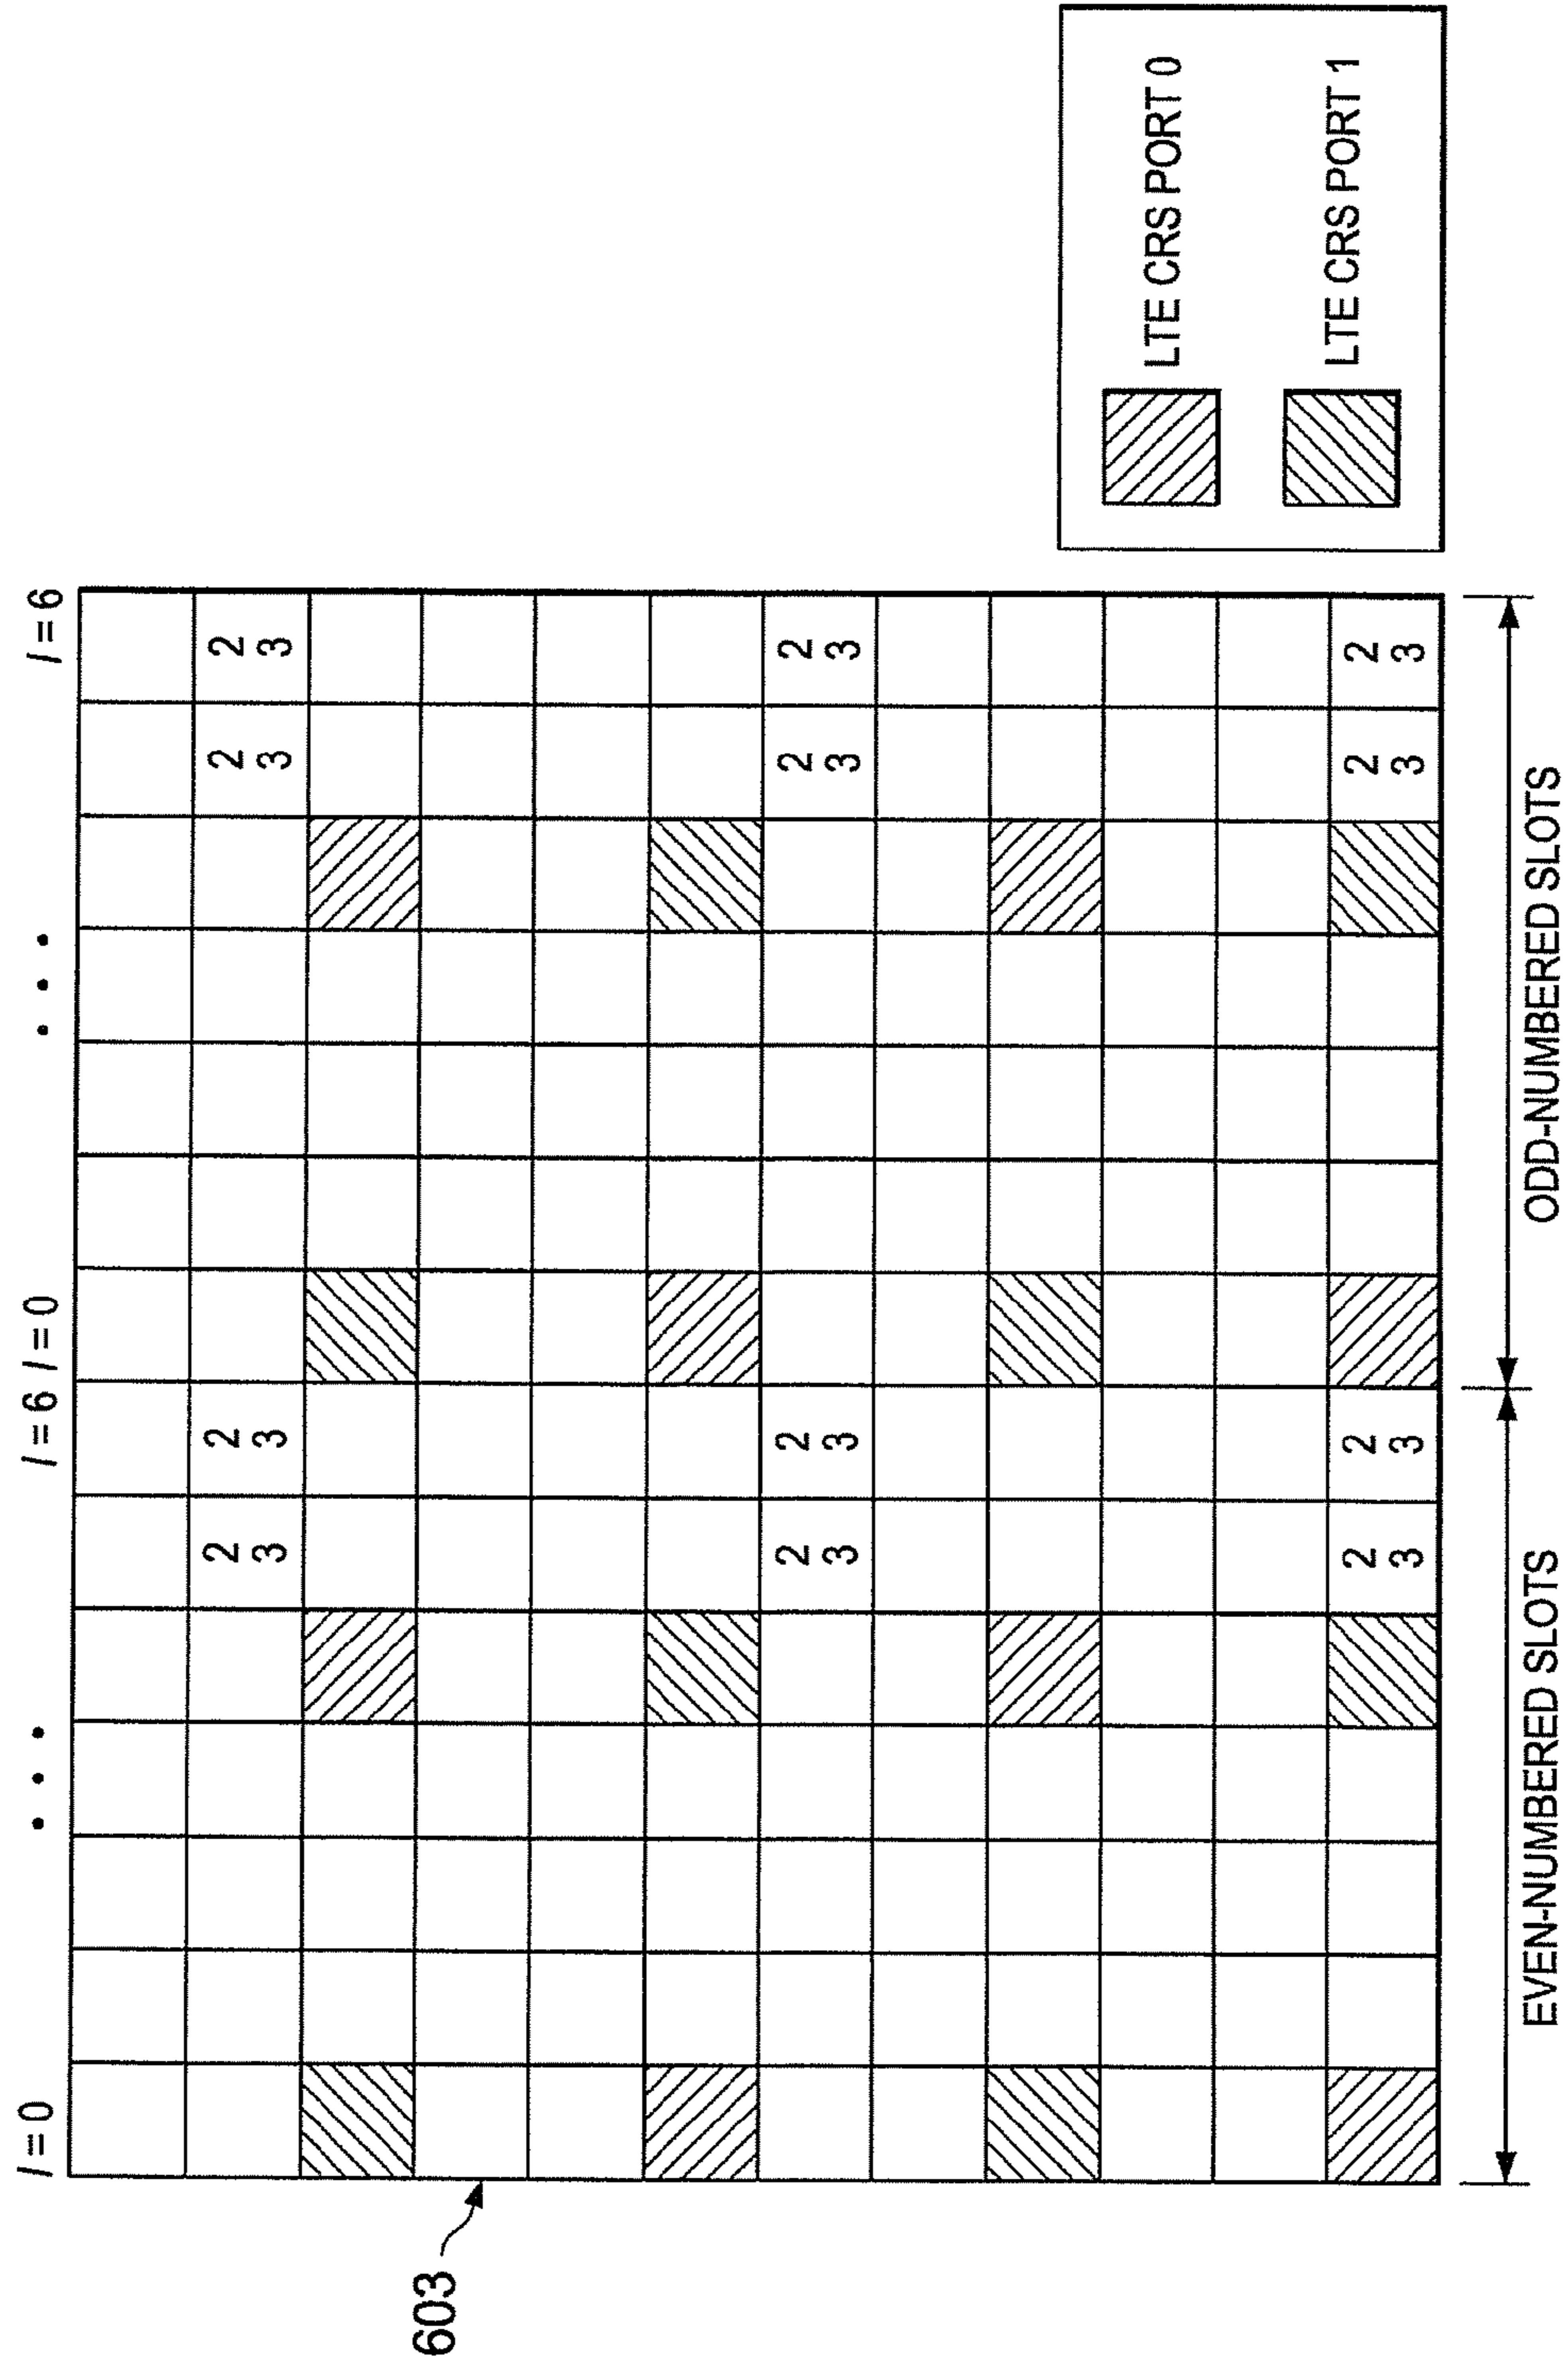 l = 0 • • • l = 6 l = 0 • • • l = 6
2 2 2 2
3 3 3 3
603
2 2 2 2
3 3 3 3
2 2 2 2
3 3 3 3
EVEN-NUMBERED SLOTS
ODD-NUMBERED SLOTS
LTE CRS PORT 0
LTE CRS PORT 1